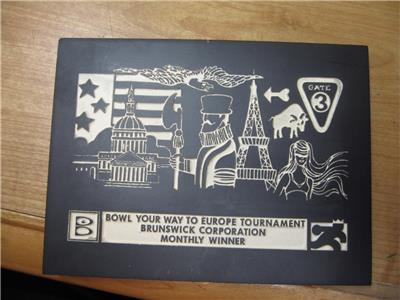 GATE
3
BOWL YOUR WAY TO EUROPE TOURNAMENT
BRUNSWICK CORPORATION
MONTHLY WINNER